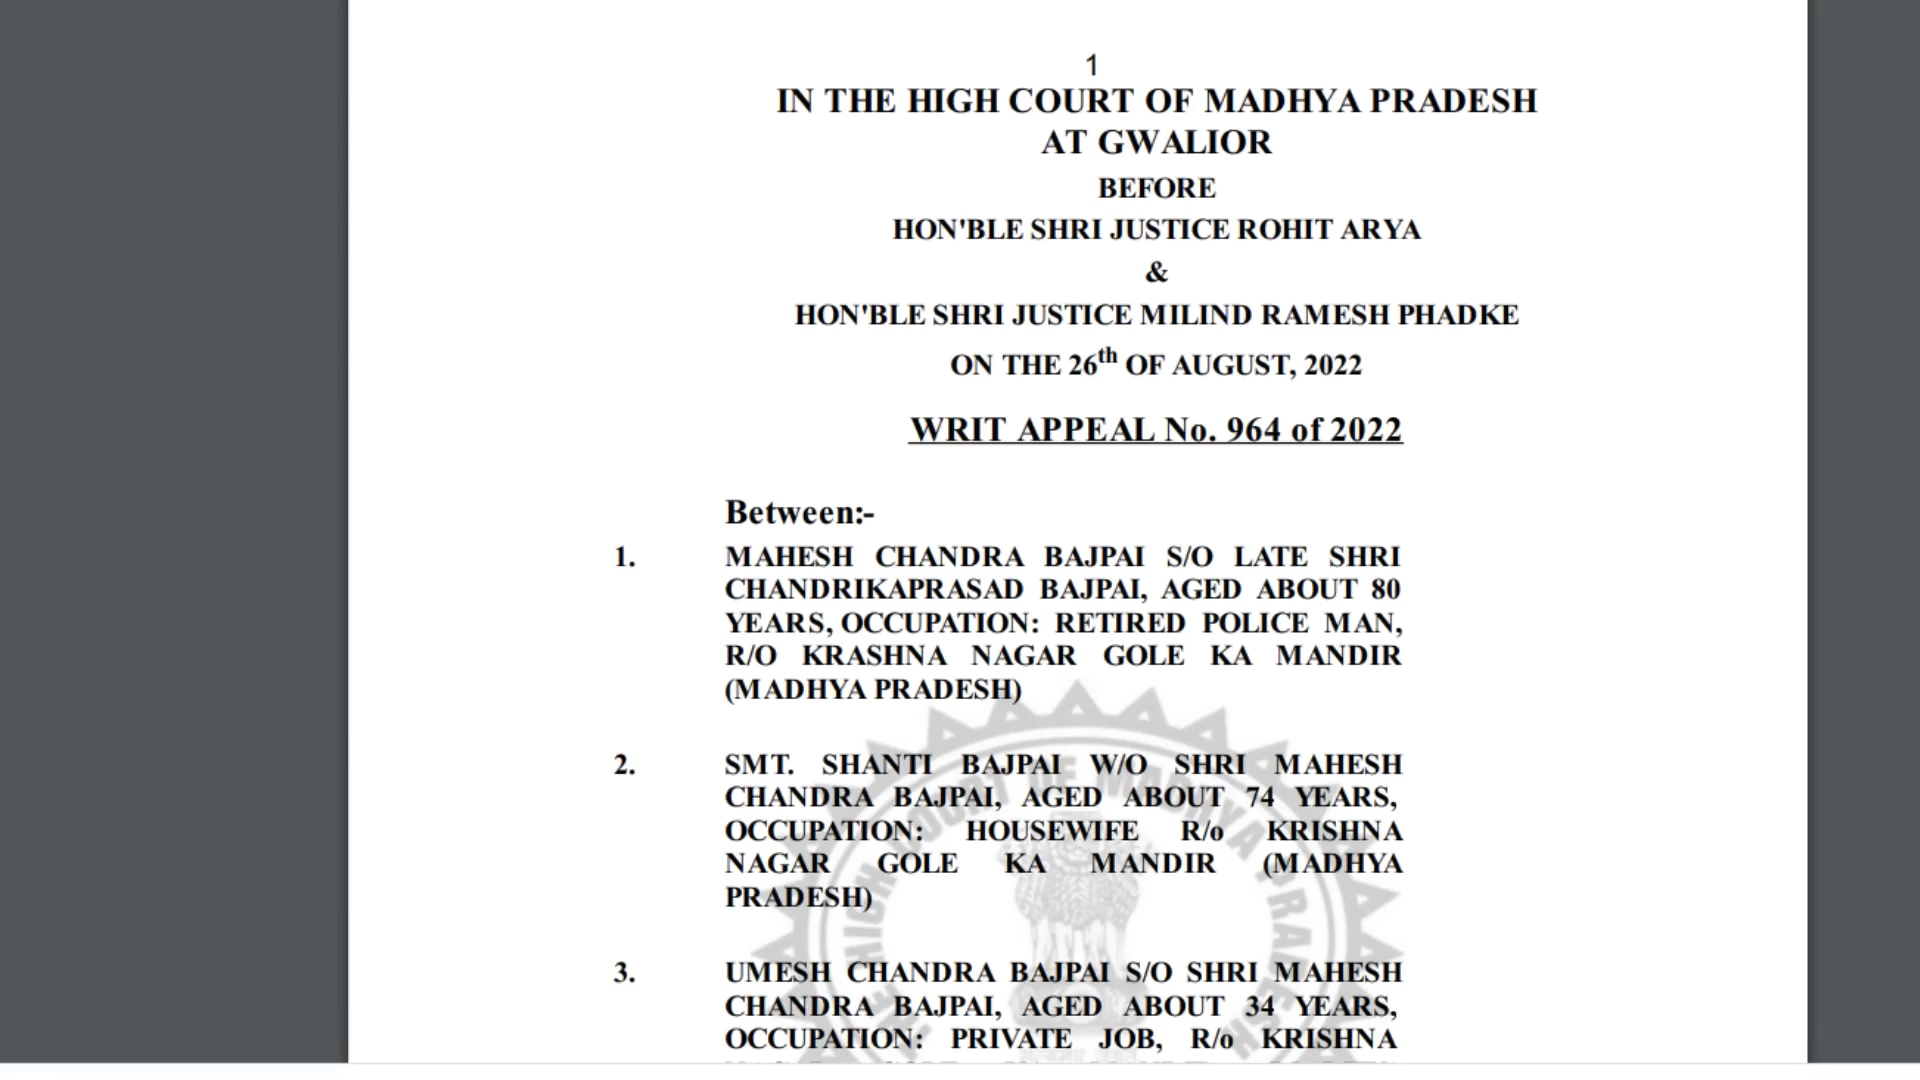 1
IN THE HIGH COURT OF MADHYA PRADESH
AT GWALIOR
BEFORE
HON'BLE SHRI JUSTICE ROHIT ARYA
&
HON'BLE SHRI JUSTICE MILIND RAMESH PHADKE
ON THE 26th OF AUGUST, 2022
WRIT APPEAL No. 964 of 2022
Between:-
1. MAHESH CHANDRA BAJPAI S/O LATE SHRI
CHANDRIKAPRASAD BAJPAI, AGED ABOUT 80
YEARS, OCCUPATION: RETIRED POLICE MAN,
R/O KRASHNA NAGAR GOLE KA MANDIR
(MADHYA PRADESH)
2. SMT. SHANTI BAJPAI W/O SHRI MAHESH
CHANDRA BAJPAI, AGED ABOUT 74 YEARS,
OCCUPATION: HOUSEWIFE R/o KRISHNA
NAGAR GOLE KA MANDIR (MADHYA
PRADESH)
3. UMESH CHANDRA BAJPAI S/O SHRI MAHESH
CHANDRA BAJPAI, AGED ABOUT 34 YEARS,
OCCUPATION: PRIVATE JOB, R/o KRISHNA
HIGH COURT OF MADHYA PRADESH